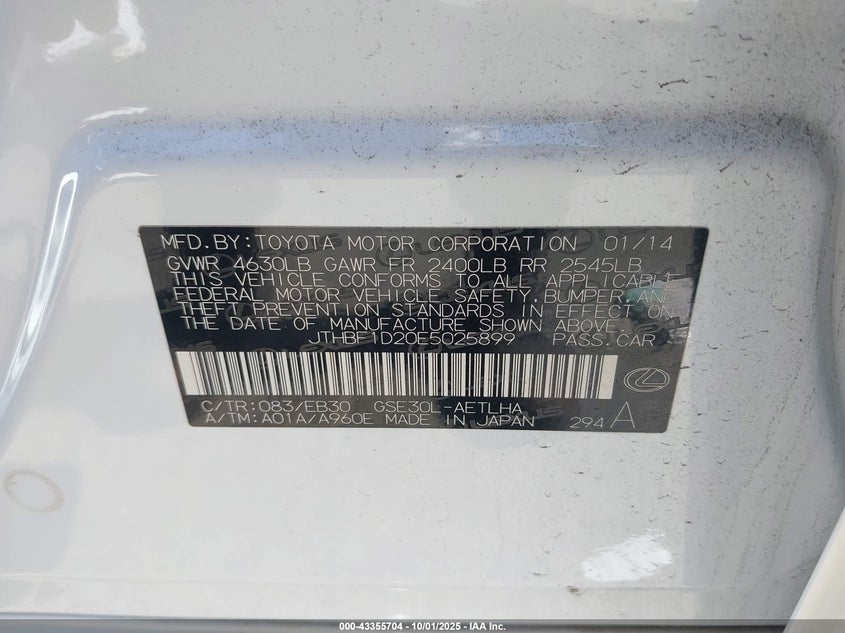 MFD.BY:TOYOTA MOTOR CORPORATION 01/14
GVWR 4630LB GAWR FR 2400LB RR 2545LB
THIS VEHICLE CONFORMS TO ALL APPLICABLE
FEDERAL MOTOR VEHICLE SAFETY,BUMPER,AND
THEFT PREVENTION STANDARDS IN EFFECT ON
THE DATE OF MANUFACTURE SHOWN ABOVE.
JTHBF1D20E5025899 PASS.CAR
C/TR:083/EB30 GSE30L-AETLHA
A/TM:A01A/A960E MADE IN JAPAN 294 A
000-43355704 - 10/01/2025 - IAA Inc.